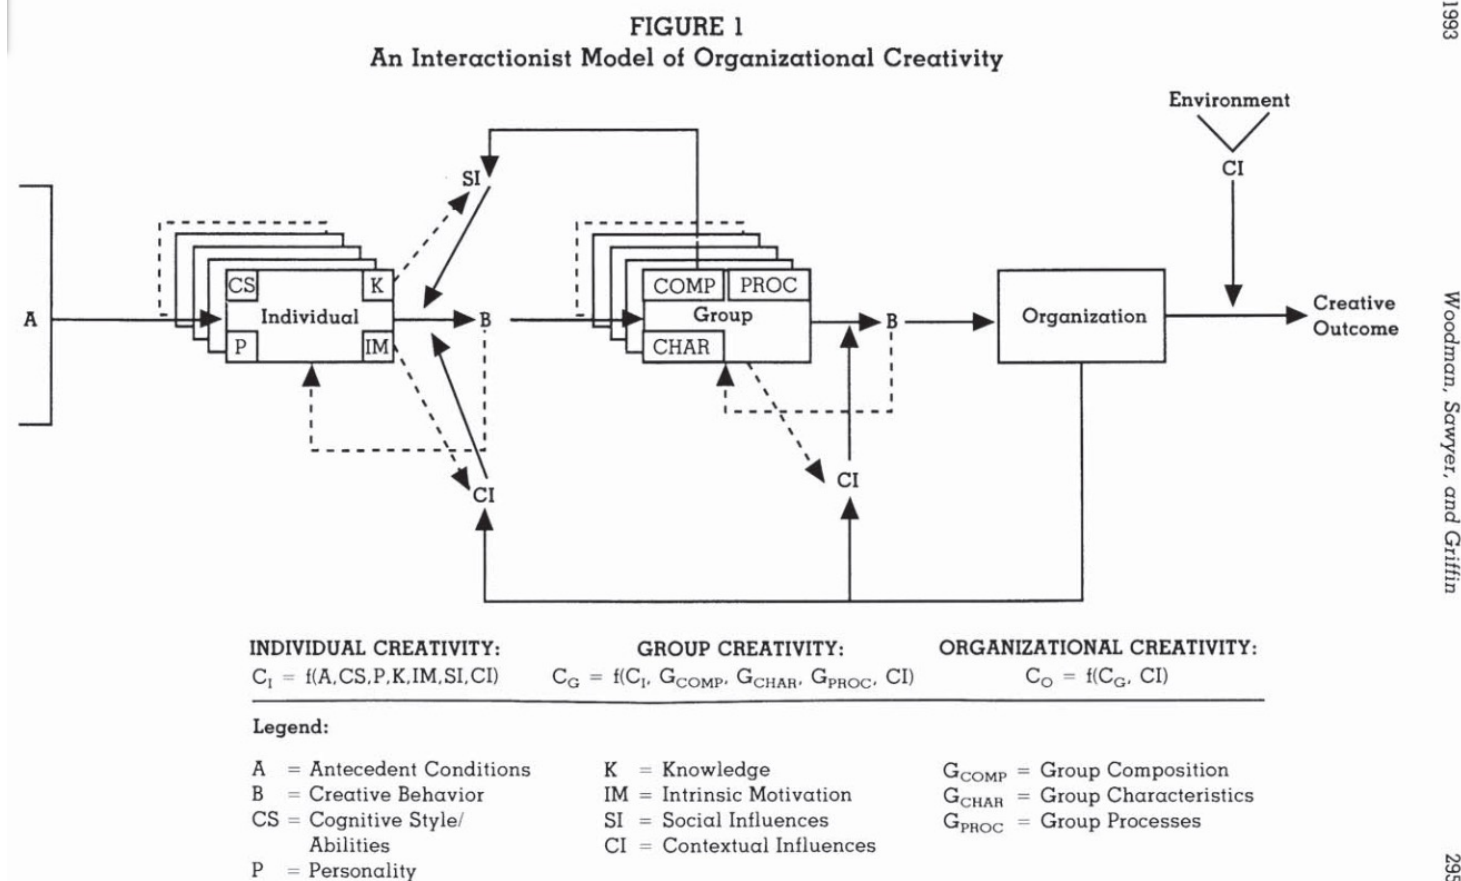 FIGURE 1
An Interactionist Model of Organizational Creativity
1993
Environment
CI
SI
CS
K
COMP
PROC
A
Individual
B
Group
B
Organization
Creative
Outcome
P
IM
CHAR
CI
CI
Woodman, Sawyer, and Griffin
INDIVIDUAL CREATIVITY:
C_I = f(A,CS,P,K,IM,SI,CI)
GROUP CREATIVITY:
C_G = f(C_I, G_COMP, G_CHAR, G_PROC, CI)
ORGANIZATIONAL CREATIVITY:
C_O = f(C_G, CI)
Legend:
A = Antecedent Conditions
B = Creative Behavior
CS = Cognitive Style/
Abilities
P = Personality
K = Knowledge
IM = Intrinsic Motivation
SI = Social Influences
CI = Contextual Influences
G_COMP = Group Composition
G_CHAR = Group Characteristics
G_PROC = Group Processes
295